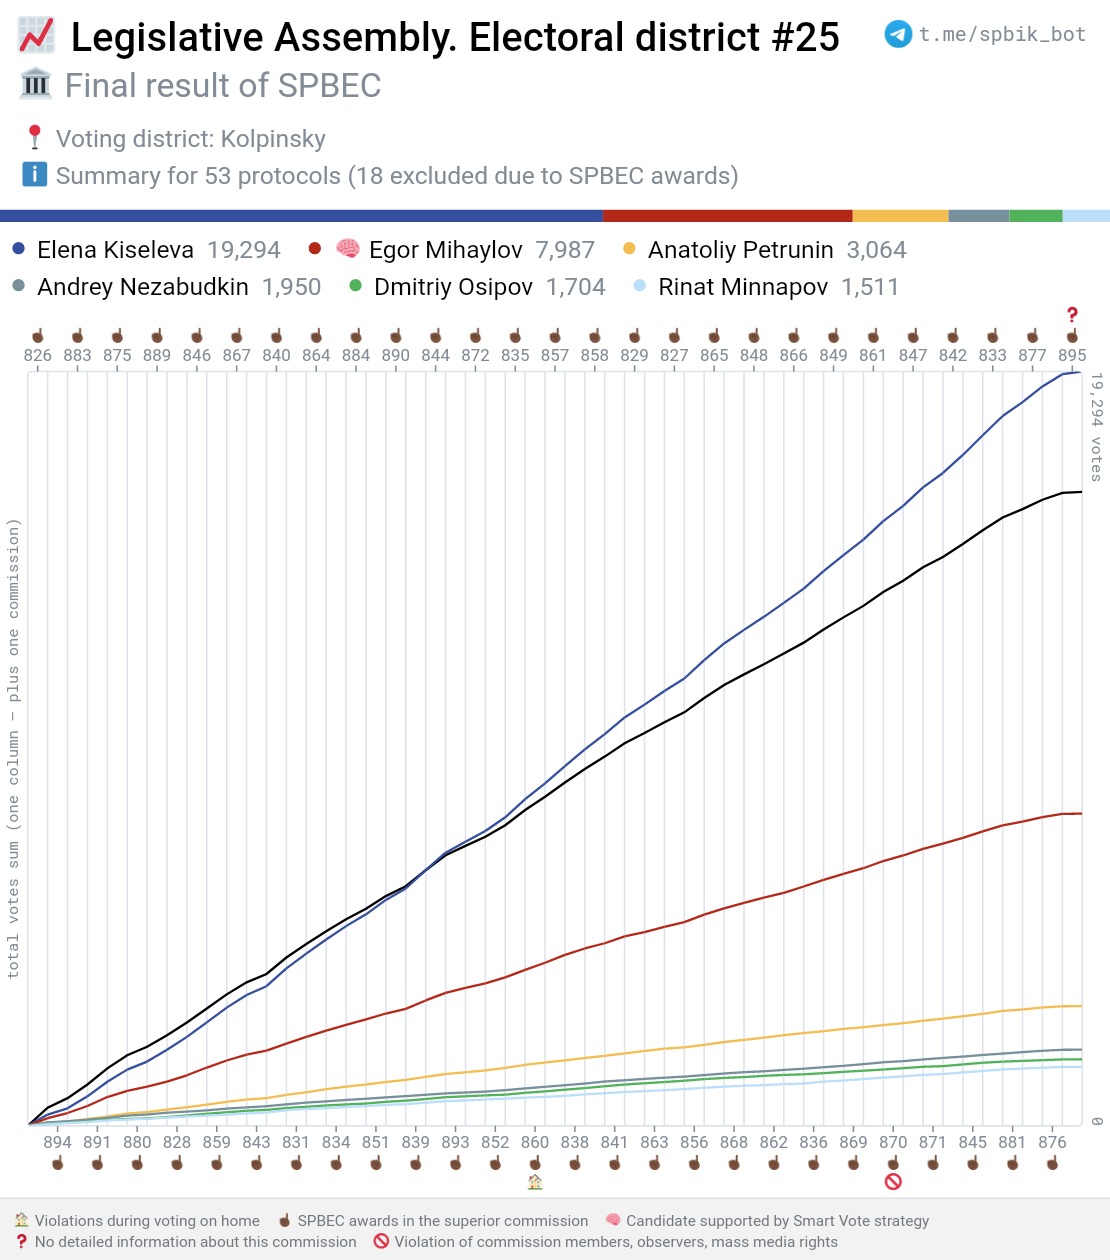 Legislative Assembly. Electoral district #25
t.me/spbik_bot
Final result of SPBEC
Voting district: Kolpinsky
Summary for 53 protocols (18 excluded due to SPBEC awards)
Elena Kiseleva 19,294 Egor Mihaylov 7,987 Anatoliy Petrunin 3,064
Andrey Nezabudkin 1,950 Dmitriy Osipov 1,704 Rinat Minnapov 1,511
826 883 875 889 846 867 840 864 884 890 844 872 835 857 858 829 827 865 848 866 849 861 847 842 833 877 895
19,294 votes
total votes sum (one column – plus one commission)
0
894 891 880 828 859 843 831 834 851 839 893 852 860 838 841 863 856 868 862 836 869 870 871 845 881 876
Violations during voting on home SPBEC awards in the superior commission Candidate supported by Smart Vote strategy
No detailed information about this commission Violation of commission members, observers, mass media rights